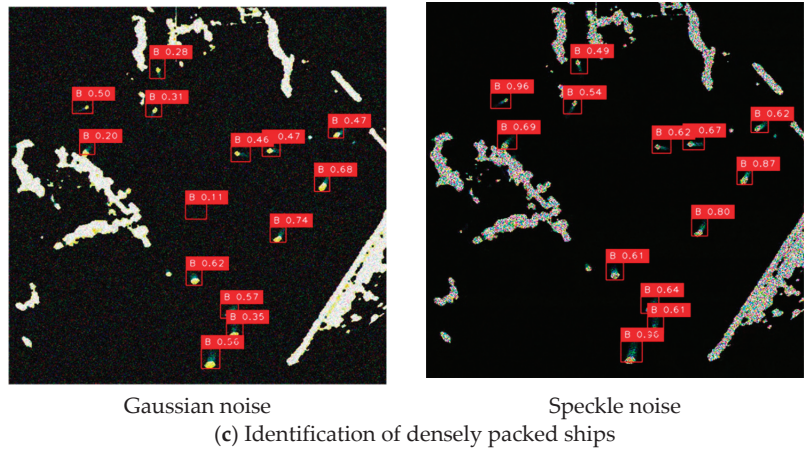 B 0.28
B 0.50
B 0.31
B 0.20
B 0.46
B 0.47
B 0.47
B 0.68
B 0.11
B 0.74
B 0.62
B 0.57
B 0.35
B 0.56
B 0.49
B 0.96
B 0.54
B 0.69
B 0.62
B 0.67
B 0.62
B 0.87
B 0.80
B 0.61
B 0.64
B 0.61
B 0.96
Gaussian noise
Speckle noise
(c) Identification of densely packed ships